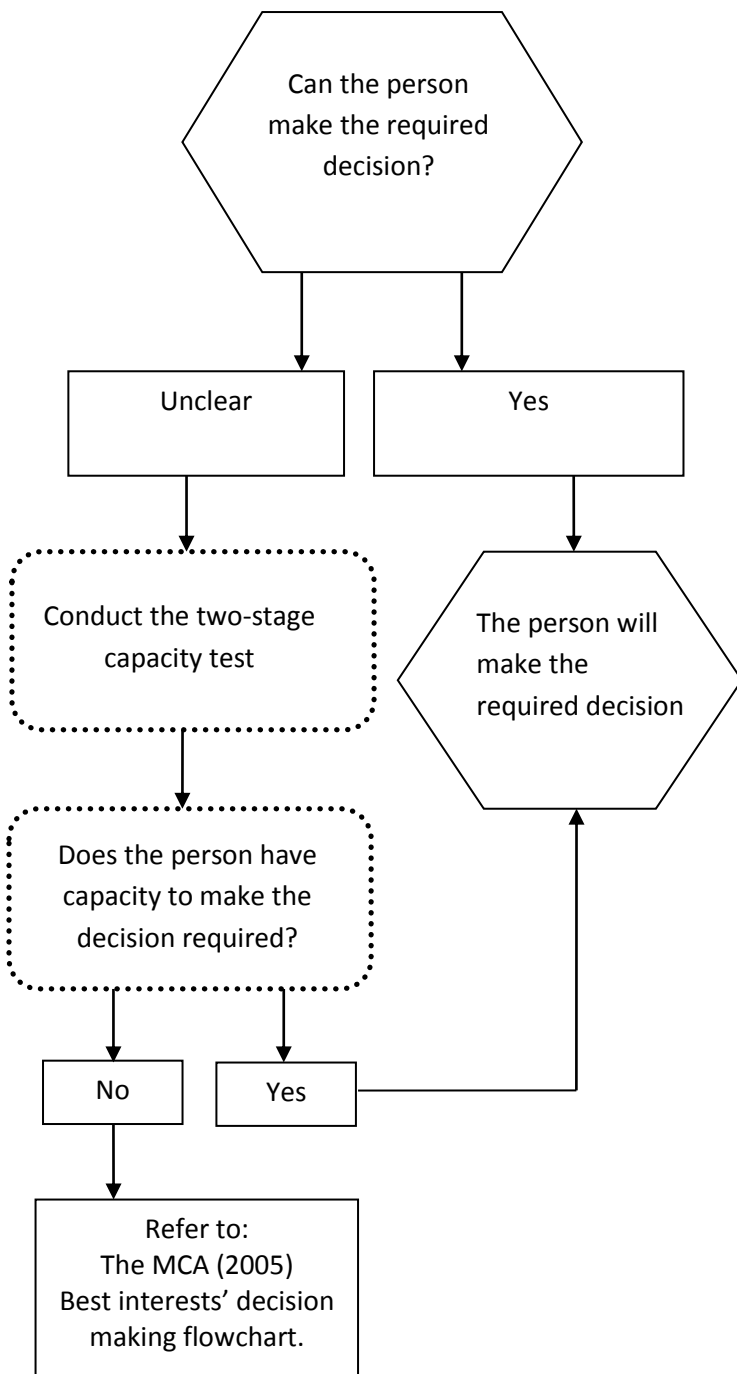 Can the person
make the required
decision?
Unclear
Yes
Conduct the two-stage
capacity test
The person will
make the
required decision
Does the person have
capacity to make the
decision required?
No
Yes
Refer to:
The MCA (2005)
Best interests’ decision
making flowchart.